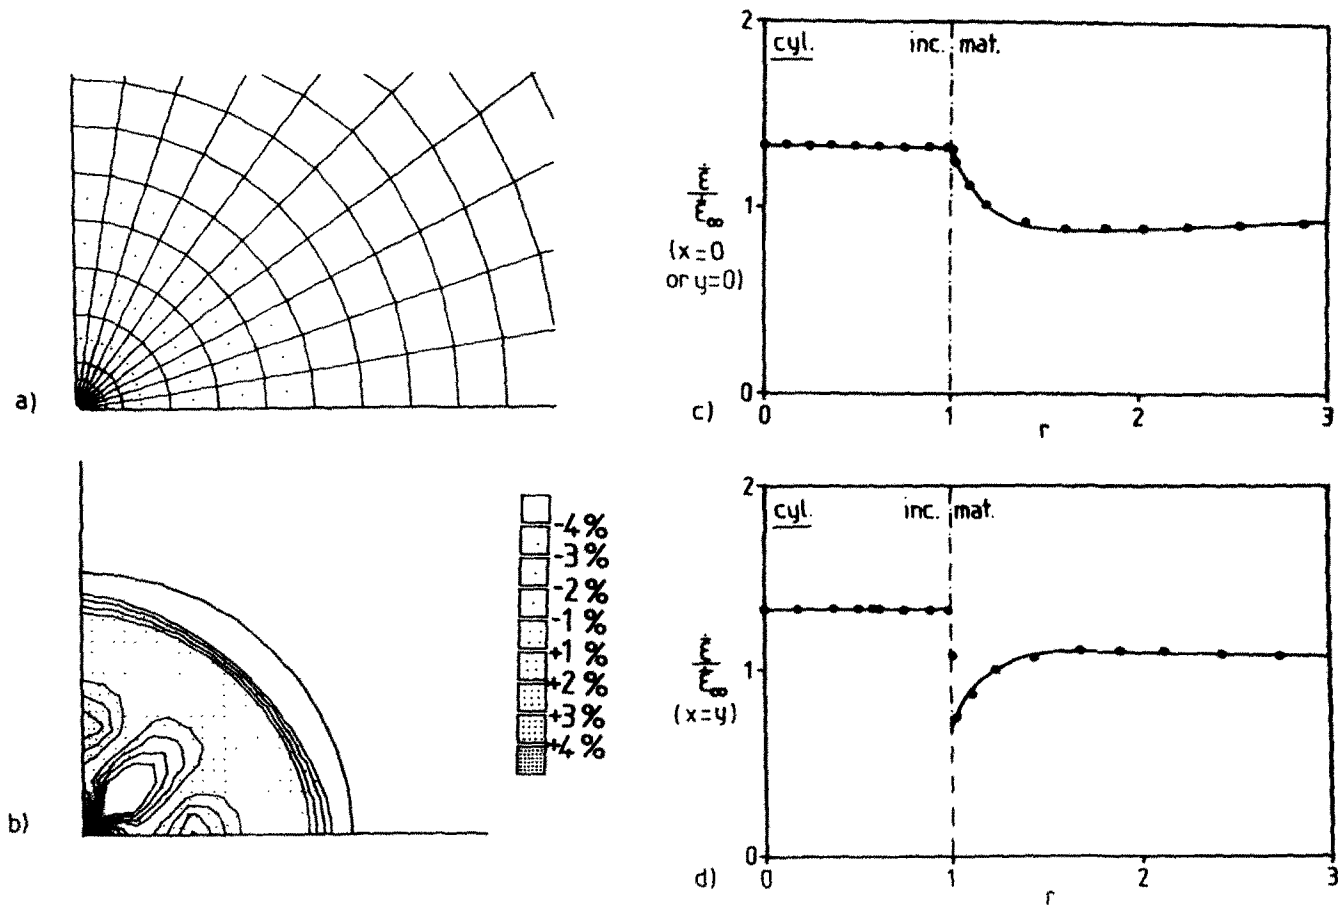 a)
b)
-4%
-3%
-2%
-1%
+1%
+2%
+3%
+4%
2
cyl.
inc. mat.
ε̇
ε̇∞
(x=0
or y=0)
1
0
0 1 2 3
c)
r
2
cyl.
inc. mat.
ε̇
ε̇∞
(x=y)
1
0
d)
0 1 2 3
r